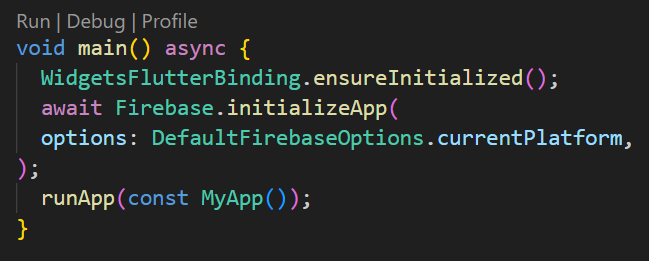 Run | Debug | Profile
void main() async {
  WidgetsFlutterBinding.ensureInitialized();
  await Firebase.initializeApp(
  options: DefaultFirebaseOptions.currentPlatform,
);
  runApp(const MyApp());
}